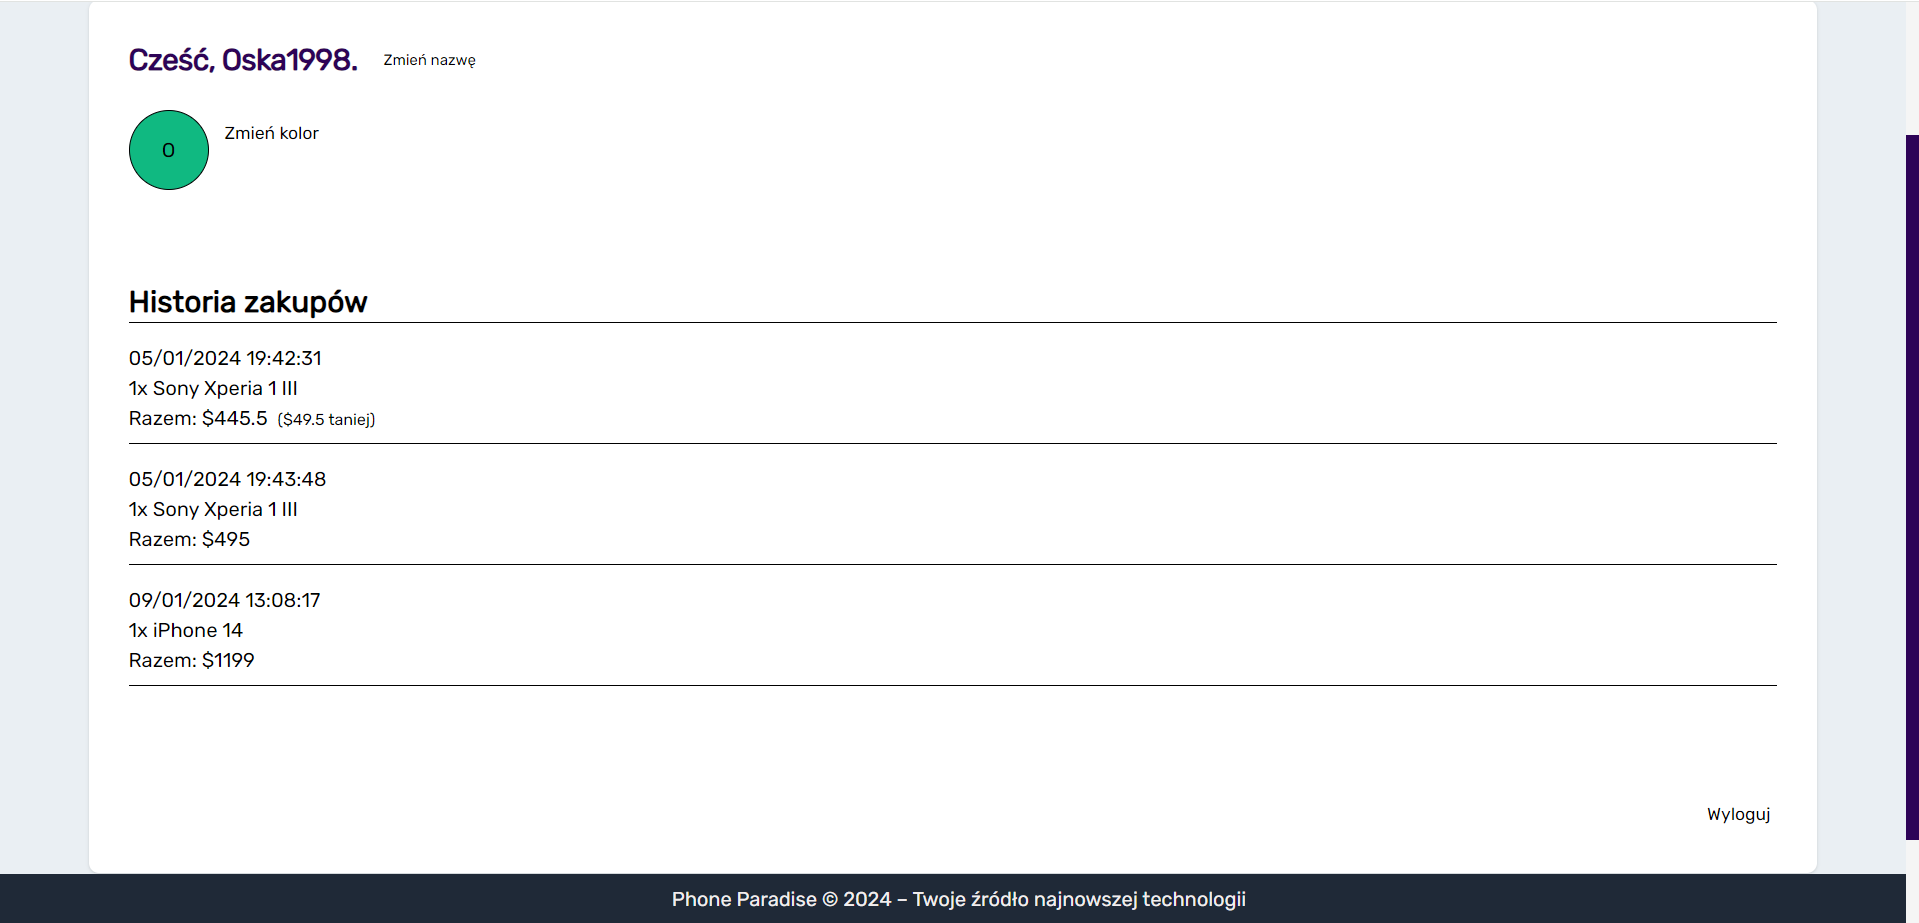 Cześć, Oska1998. Zmień nazwę
O
Zmień kolor
Historia zakupów
05/01/2024 19:42:31
1x Sony Xperia 1 III
Razem: $445.5 ($49.5 taniej)
05/01/2024 19:43:48
1x Sony Xperia 1 III
Razem: $495
09/01/2024 13:08:17
1x iPhone 14
Razem: $1199
Wyloguj
Phone Paradise © 2024 – Twoje źródło najnowszej technologii